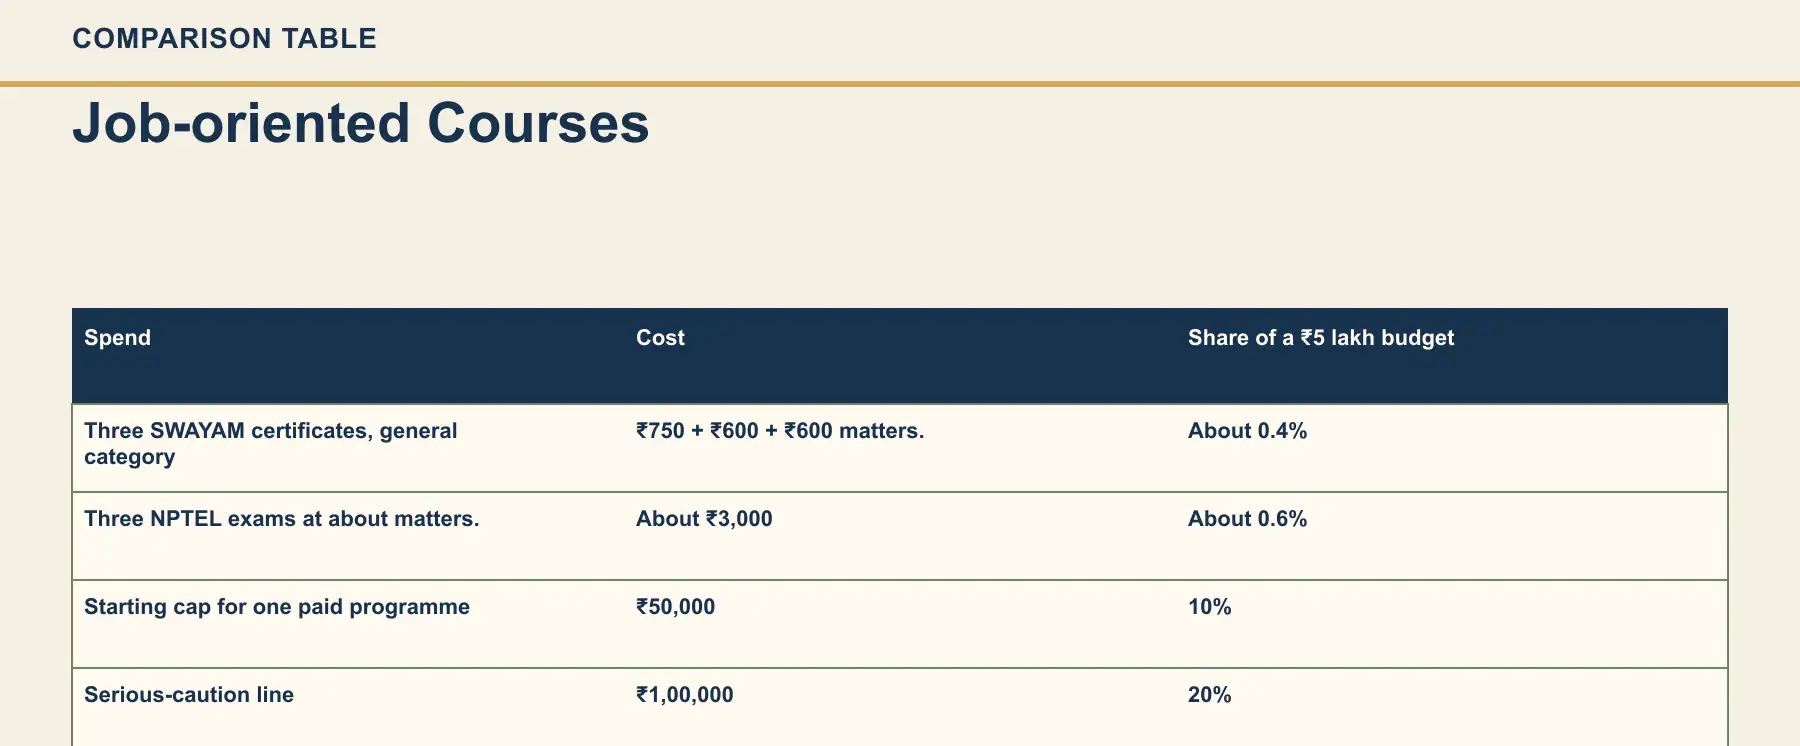 COMPARISON TABLE
Job-oriented Courses
Spend Cost Share of a ₹5 lakh budget
Three SWAYAM certificates, general ₹750 + ₹600 + ₹600 matters. About 0.4%
category
Three NPTEL exams at about matters. About ₹3,000 About 0.6%
Starting cap for one paid programme ₹50,000 10%
Serious-caution line ₹1,00,000 20%